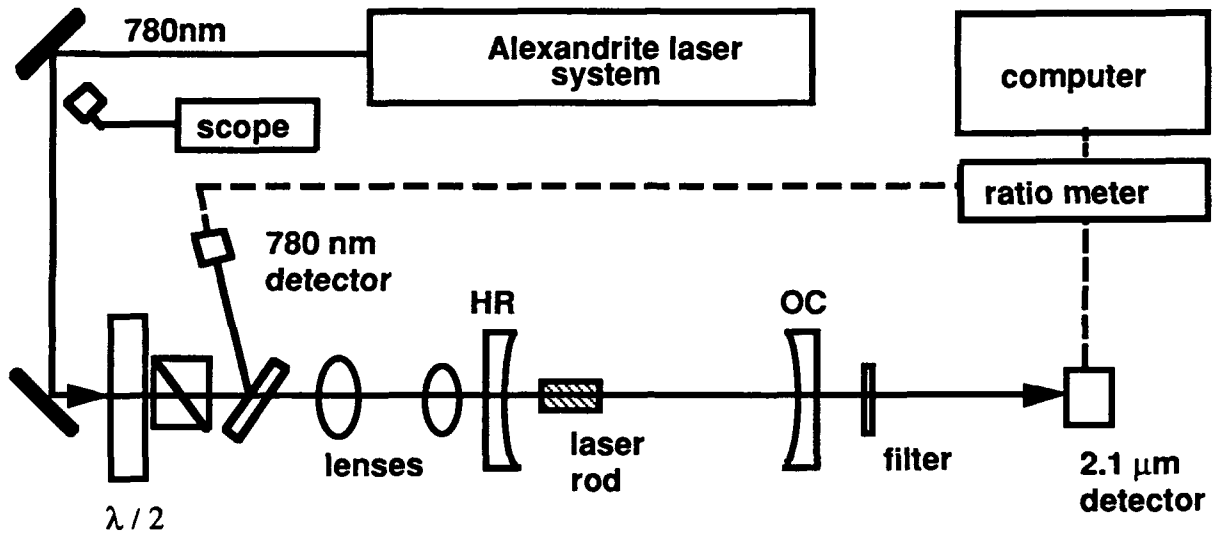 780nm
Alexandrite laser
system
computer
scope
ratio meter
780 nm
detector
HR
OC
lenses
laser
rod
filter
2.1 μm
detector
λ / 2